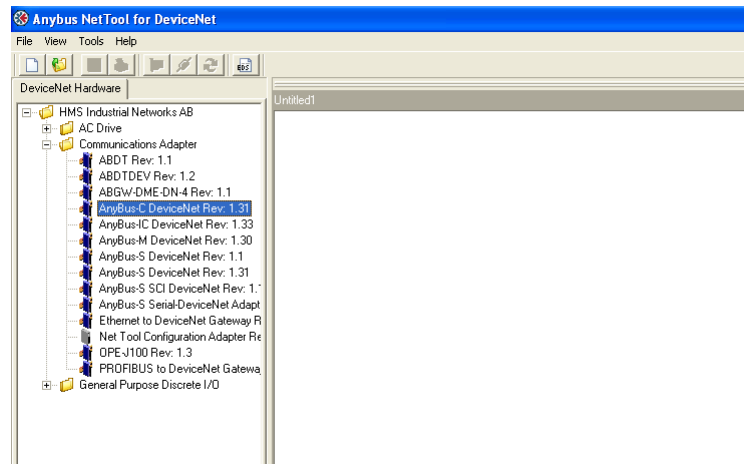 Anybus NetTool for DeviceNet
File View Tools Help
EDS
DeviceNet Hardware
Untitled1
HMS Industrial Networks AB
AC Drive
Communications Adapter
ABDT Rev: 1.1
ABDTDEV Rev: 1.2
ABGW-DME-DN-4 Rev: 1.1
AnyBus-C DeviceNet Rev: 1.31
AnyBus-IC DeviceNet Rev: 1.33
AnyBus-M DeviceNet Rev: 1.30
AnyBus-S DeviceNet Rev: 1.1
AnyBus-S DeviceNet Rev: 1.31
AnyBus-S SCI DeviceNet Rev: 1.
AnyBus-S Serial-DeviceNet Adapt
Ethernet to DeviceNet Gateway R
Net Tool Configuration Adapter Re
OPE-J100 Rev: 1.3
PROFIBUS to DeviceNet Gatewa
General Purpose Discrete I/O